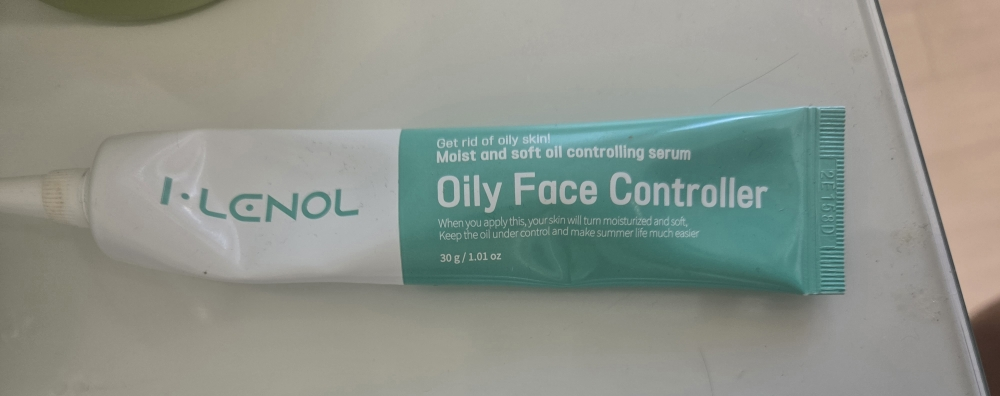 I·LENOL
Get rid of oily skin!
Moist and soft oil controlling serum
Oily Face Controller
When you apply this, your skin will turn moisturized and soft,
Keep the oil under control and make summer life much easier
30 g / 1.01 oz